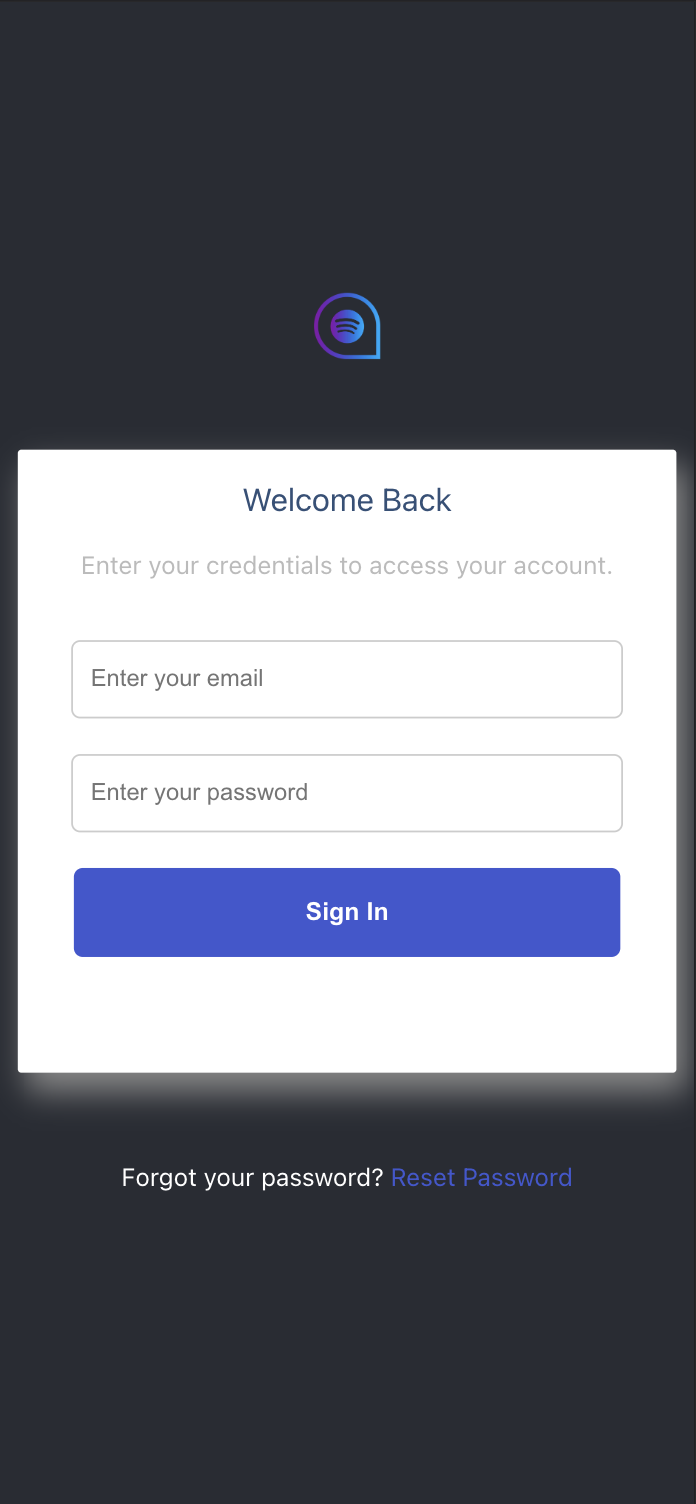 Welcome Back
Enter your credentials to access your account.
Enter your email
Enter your password
Sign In
Forgot your password? Reset Password